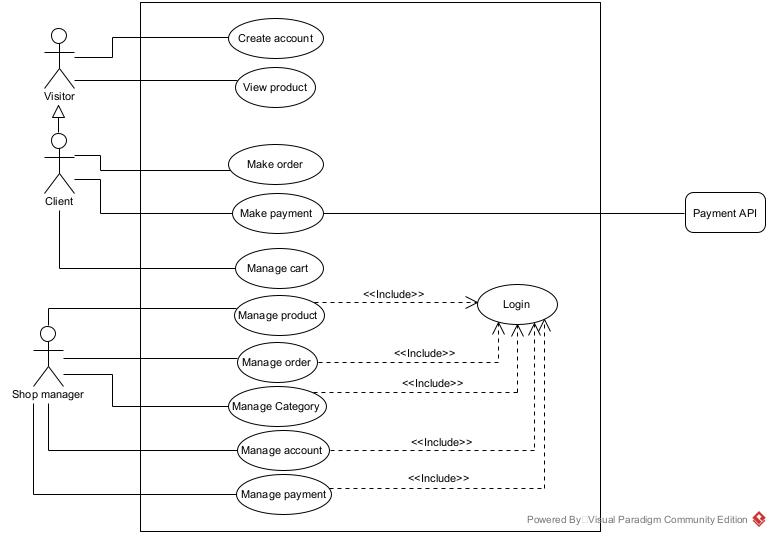 Create account
View product
Visitor
Make order
Client
Make payment
Payment API
Manage cart
<<Include>>
Login
Manage product
<<Include>>
Manage order
<<Include>>
Shop manager
Manage Category
<<Include>>
Manage account
<<Include>>
Manage payment
Powered By Visual Paradigm Community Edition